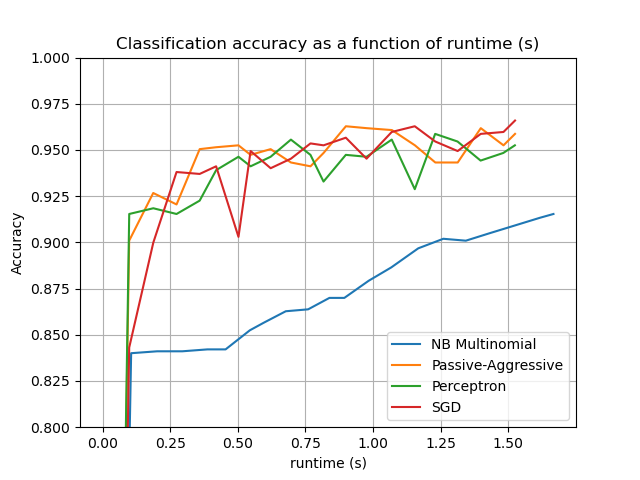 Classification accuracy as a function of runtime (s)
1.000
0.975
0.950
0.925
0.900
0.875
0.850
0.825
0.800
Accuracy
0.00 0.25 0.50 0.75 1.00 1.25 1.50
runtime (s)
NB Multinomial
Passive-Aggressive
Perceptron
SGD